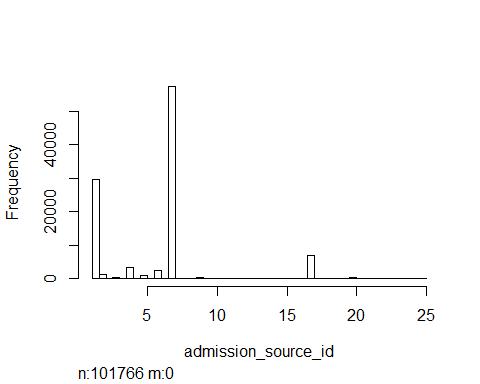 Frequency
40000
20000
0
5 10 15 20 25
admission_source_id
n:101766 m:0